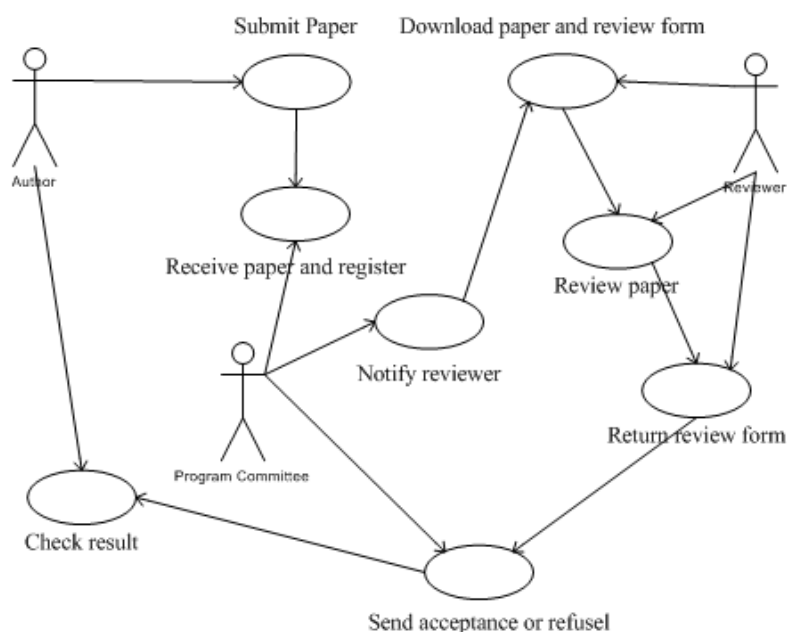 Submit Paper
Download paper and review form
Author
Reviewer
Receive paper and register
Review paper
Notify reviewer
Return review form
Program Committee
Check result
Send acceptance or refusel